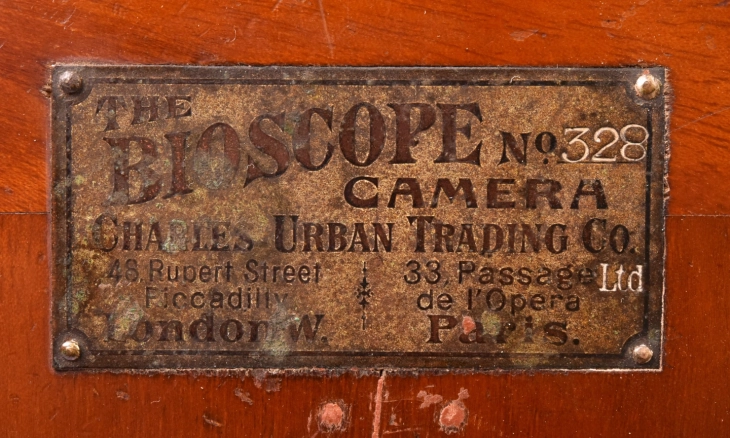 THE
BIOSCOPE No. 328
CAMERA
CHARLES URBAN TRADING CO. Ltd
48, Rupert Street
Piccadilly
London W.
33, Passage
de l'Opera
Paris.